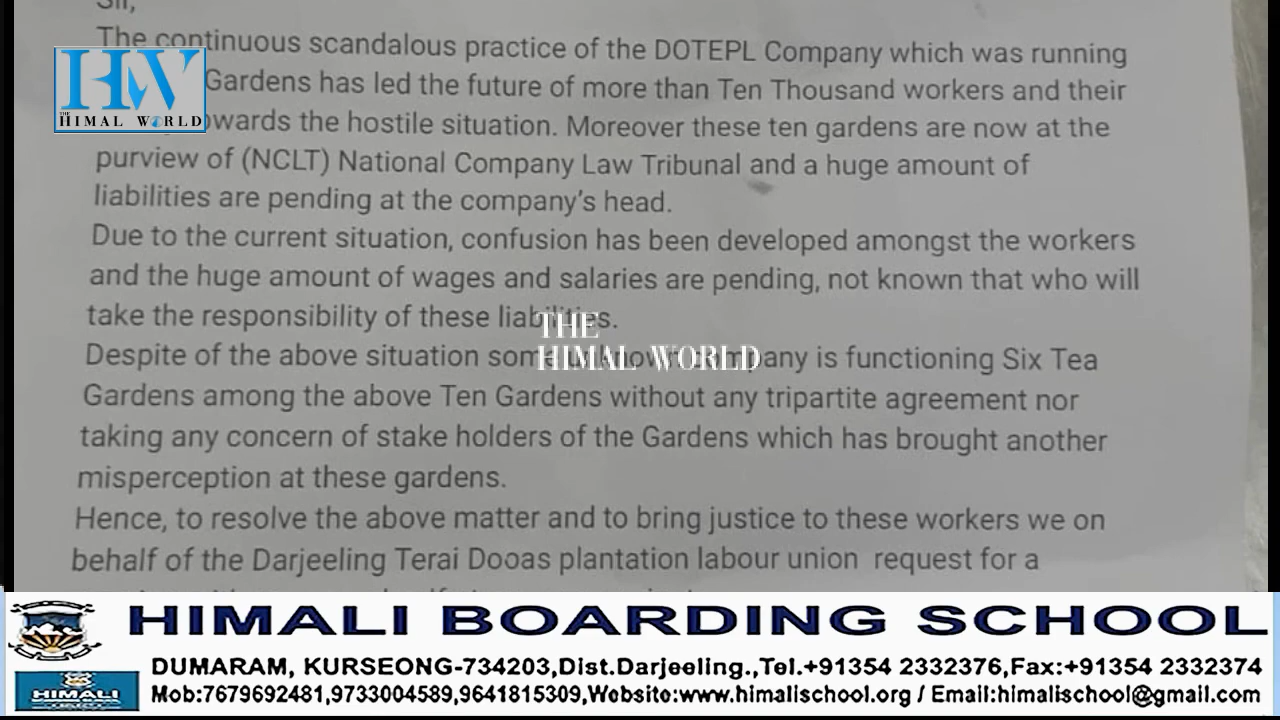 Sir,
The continuous scandalous practice of the DOTEPL Company which was running
Gardens has led the future of more than Ten Thousand workers and their
towards the hostile situation. Moreover these ten gardens are now at the
purview of (NCLT) National Company Law Tribunal and a huge amount of
liabilities are pending at the company's head.
Due to the current situation, confusion has been developed amongst the workers
and the huge amount of wages and salaries are pending, not known that who will
take the responsibility of these liabilities.
Despite of the above situation some company is functioning Six Tea
Gardens among the above Ten Gardens without any tripartite agreement nor
taking any concern of stake holders of the Gardens which has brought another
misperception at these gardens.
Hence, to resolve the above matter and to bring justice to these workers we on
behalf of the Darjeeling Terai Dooas plantation labour union request for a
HW
THE
HIMAL WORLD
THE
HIMAL WORLD
HIMALI BOARDING SCHOOL
DUMARAM, KURSEONG-734203,Dist.Darjeeling.,Tel.+91354 2332376,Fax:+91354 2332374
HIMALI
Mob:7679692481,9733004589,9641815309,Website:www.himalischool.org / Email:himalischool@gmail.com